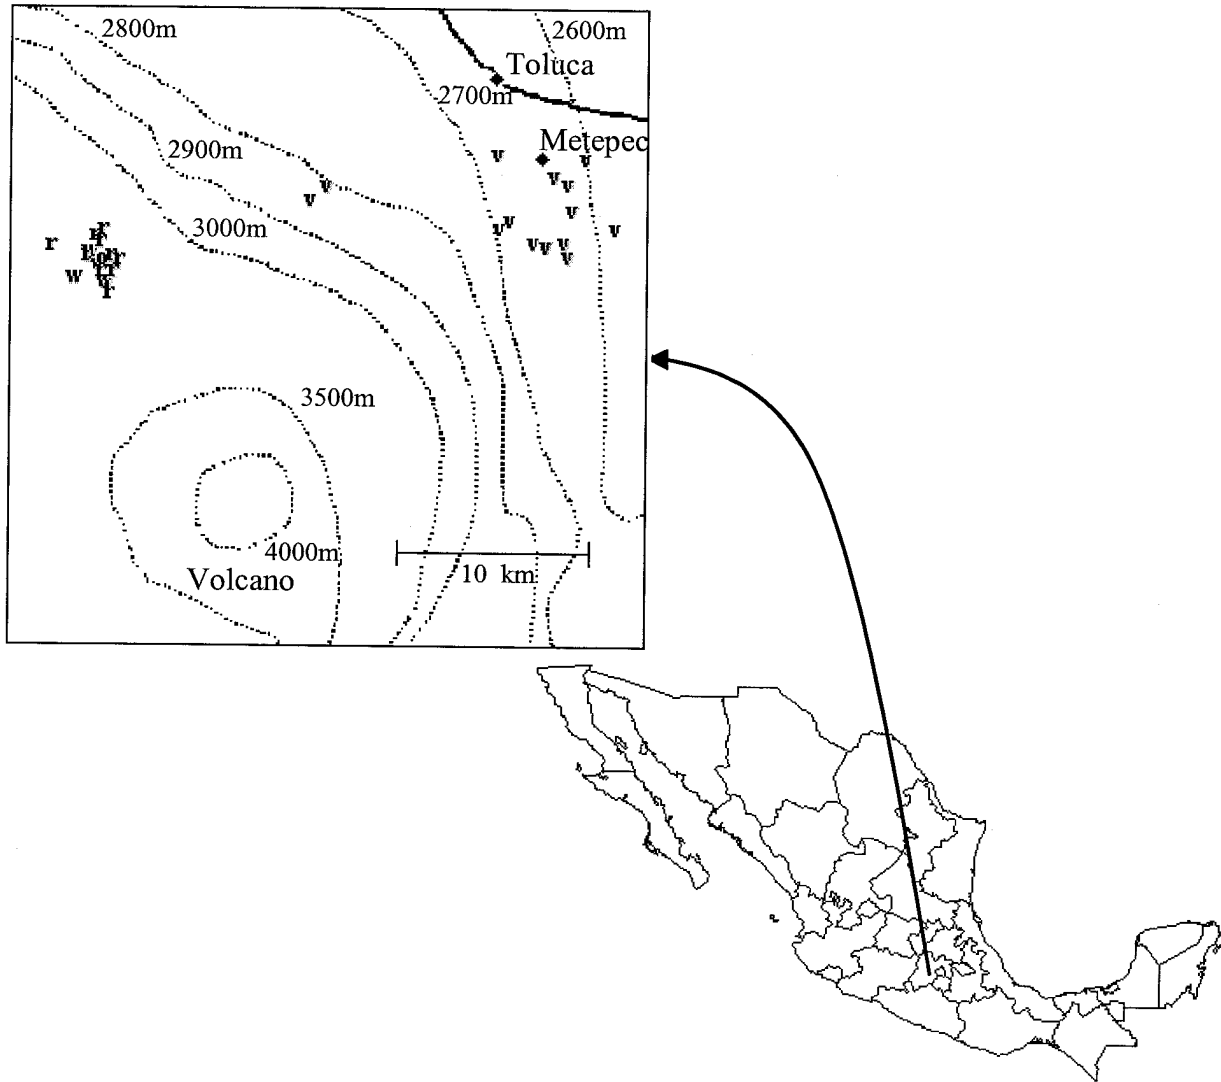 2800m
2600m
Toluca
2700m
Metepec
2900m
v
v
v
v
v
v
v
3000m
v
v
v
r
r
v
v
v
v
w
r
3500m
4000m
10 km
Volcano